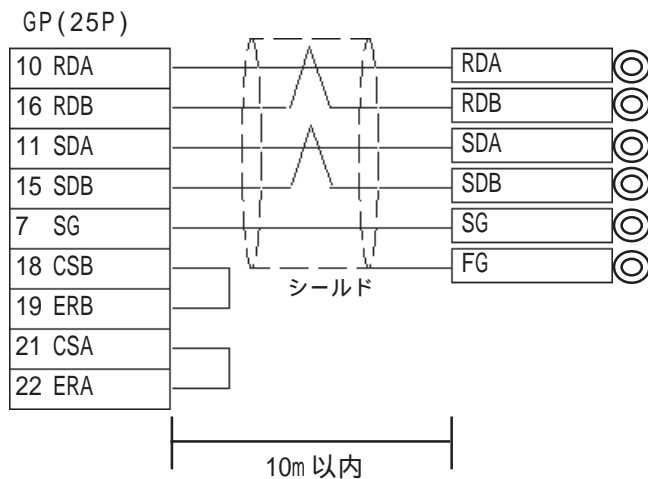 GP(25P)
10 RDA
RDA
16 RDB
RDB
11 SDA
SDA
15 SDB
SDB
7 SG
SG
18 CSB
FG
シールド
19 ERB
21 CSA
22 ERA
10m 以内